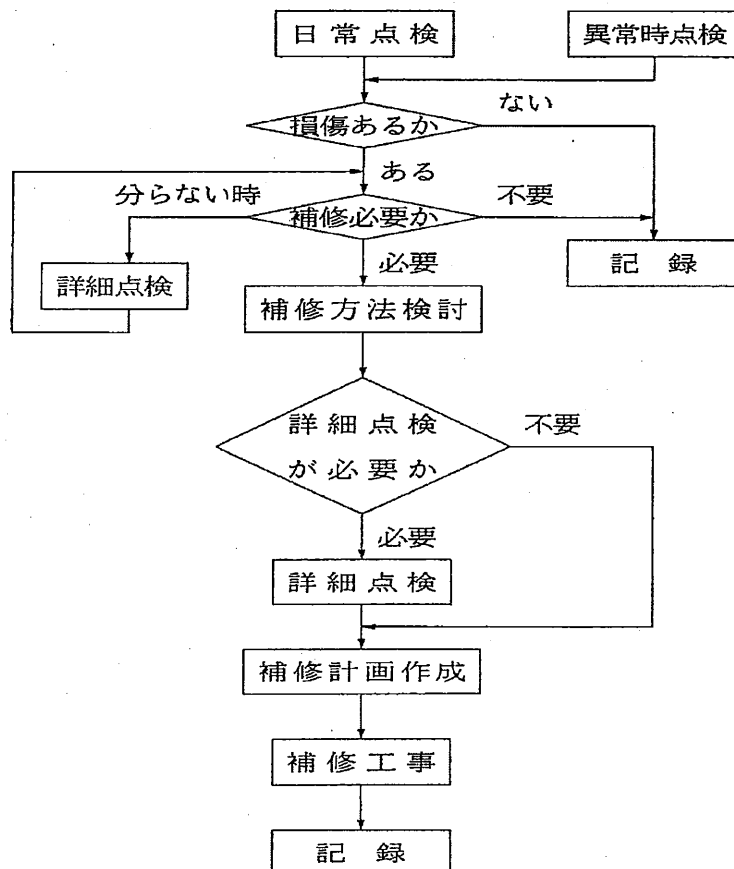 日常点検
異常時点検
損傷あるか
ない
ある
分らない時
補修必要か
不要
必要
詳細点検
記録
補修方法検討
詳細点検
が必要か
不要
必要
詳細点検
補修計画作成
補修工事
記録